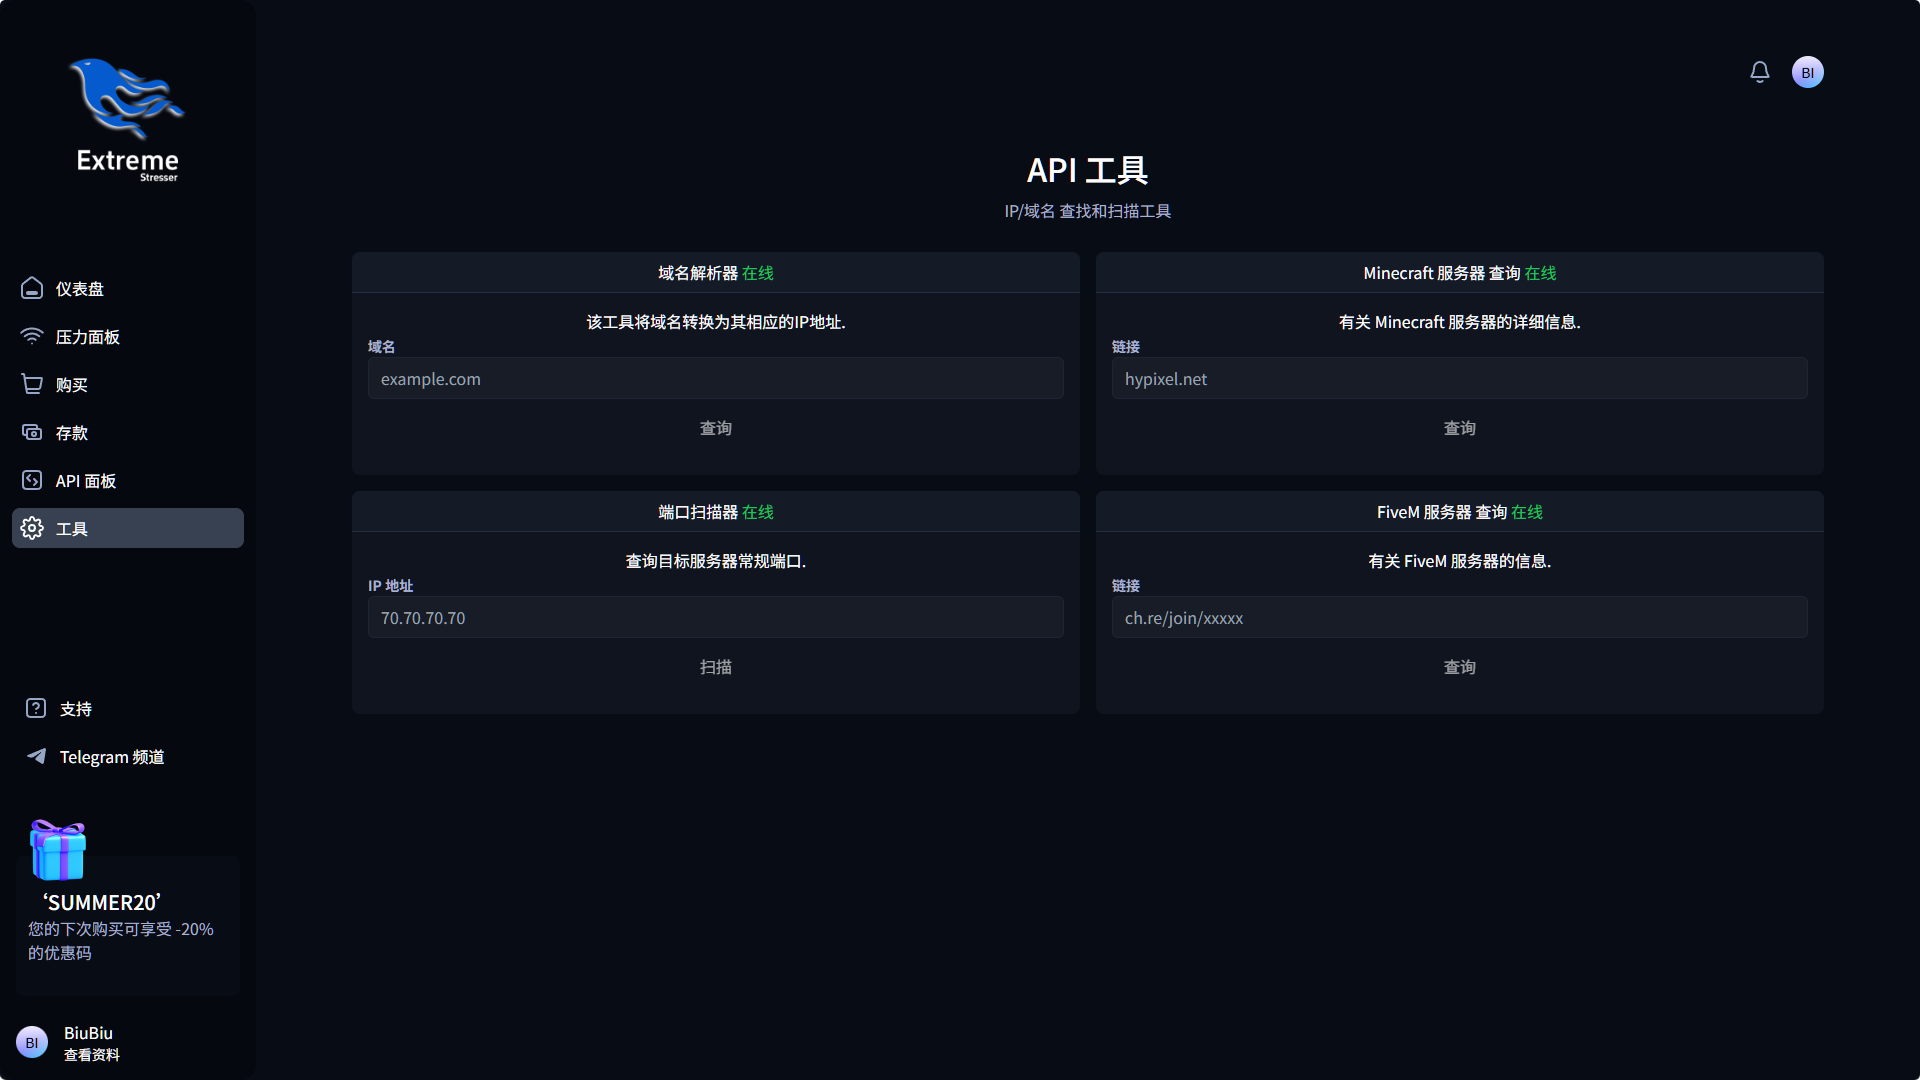 Extreme
Stresser
仪表盘
压力面板
购买
存款
API 面板
工具
支持
Telegram 频道
‘SUMMER20’
您的下次购买可享受 -20%
的优惠码
BI
BiuBiu
查看资料
BI
API 工具
IP/域名 查找和扫描工具
域名解析器 在线
该工具将域名转换为其相应的IP地址.
域名
example.com
查询
Minecraft 服务器 查询 在线
有关 Minecraft 服务器的详细信息.
链接
hypixel.net
查询
端口扫描器 在线
查询目标服务器常规端口.
IP 地址
70.70.70.70
扫描
FiveM 服务器 查询 在线
有关 FiveM 服务器的信息.
链接
ch.re/join/xxxxx
查询